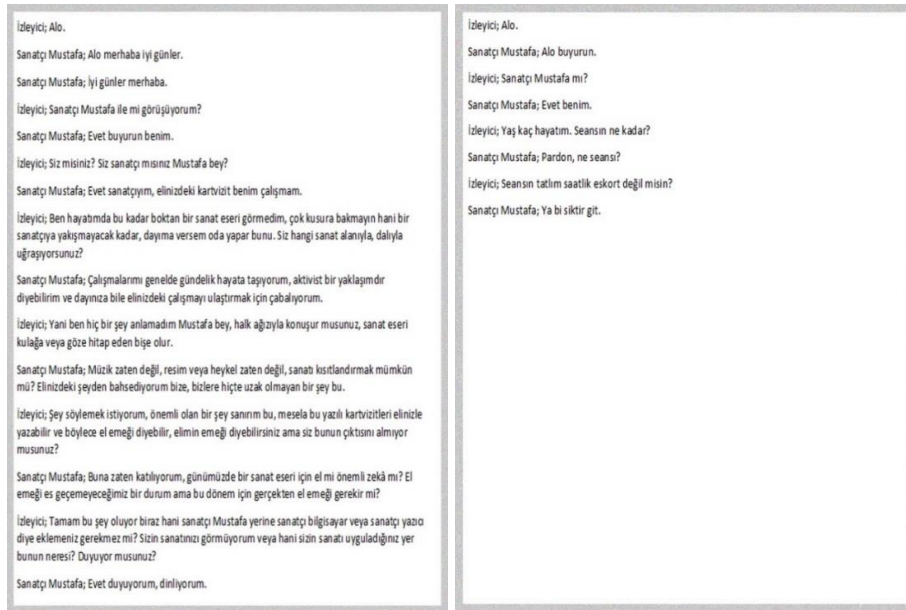 İzleyici; Alo.
Sanatçı Mustafa; Alo merhaba iyi günler.
Sanatçı Mustafa; İyi günler merhaba.
İzleyici; Sanatçı Mustafa ile mi görüşüyorum?
Sanatçı Mustafa; Evet buyurun benim.
İzleyici; Siz misiniz? Siz sanatçı mısınız Mustafa bey?
Sanatçı Mustafa; Evet sanatçıyım, elinizdeki kartvizit benim çalışmam.
İzleyici; Ben hayatımda bu kadar boktan bir sanat eseri görmedim, çok kusura bakmayın hani bir
sanatçıya yakışmayacak kadar, dayıma versem oda yapar bunu. Siz hangi sanat alanıyla, dalıyla
uğraşıyorsunuz?
Sanatçı Mustafa; Çalışmalarımı genelde gündelik hayata taşıyorum, aktivist bir yaklaşımdır
diyebilirim ve dayınıza bile elinizdeki çalışmayı ulaştırmak için çabalıyorum.
İzleyici; Yani ben hiç bir şey anlamadım Mustafa bey, halk ağızıyla konuşur musunuz, sanat eseri
kulağa veya göze hitap eden bişe olur.
Sanatçı Mustafa; Müzik zaten değil, resim veya heykel zaten değil, sanatı kısıtlandırmak mümkün
mü? Elinizdeki şeyden bahsediyorum bize, bizlere hiçte uzak olmayan bir şey bu.
İzleyici; Şey söylemek istiyorum, önemli olan bir şey sanırım bu, mesela bu yazılı kartvizitleri elinizle
yazabilir ve böylece el emeği diyebilir, elimin emeği diyebilirsiniz ama siz bunun çıktısını almıyor
musunuz?
Sanatçı Mustafa; Buna zaten katılıyorum, günümüzde bir sanat eseri için el mi önemli zekâ mı? El
emeği es geçemeyeceğimiz bir durum ama bu dönem için gerçekten el emeği gerekir mi?
İzleyici; Tamam bu şey oluyor biraz hani sanatçı Mustafa yerine sanatçı bilgisayar veya sanatçı yazıcı
diye eklemeniz gerekmez mi? Sizin sanatınızı görmüyorum veya hani sizin sanatı uyguladığınız yer
bunun neresi? Duyuyor musunuz?
Sanatçı Mustafa; Evet duyuyorum, dinliyorum.
İzleyici; Alo.
Sanatçı Mustafa; Alo buyurun.
İzleyici; Sanatçı Mustafa mı?
Sanatçı Mustafa; Evet benim.
İzleyici; Yaş kaç hayatım. Seansın ne kadar?
Sanatçı Mustafa; Pardon, ne seansı?
İzleyici; Seansın tatlım saatlik eskort değil misin?
Sanatçı Mustafa; Ya bi siktir git.